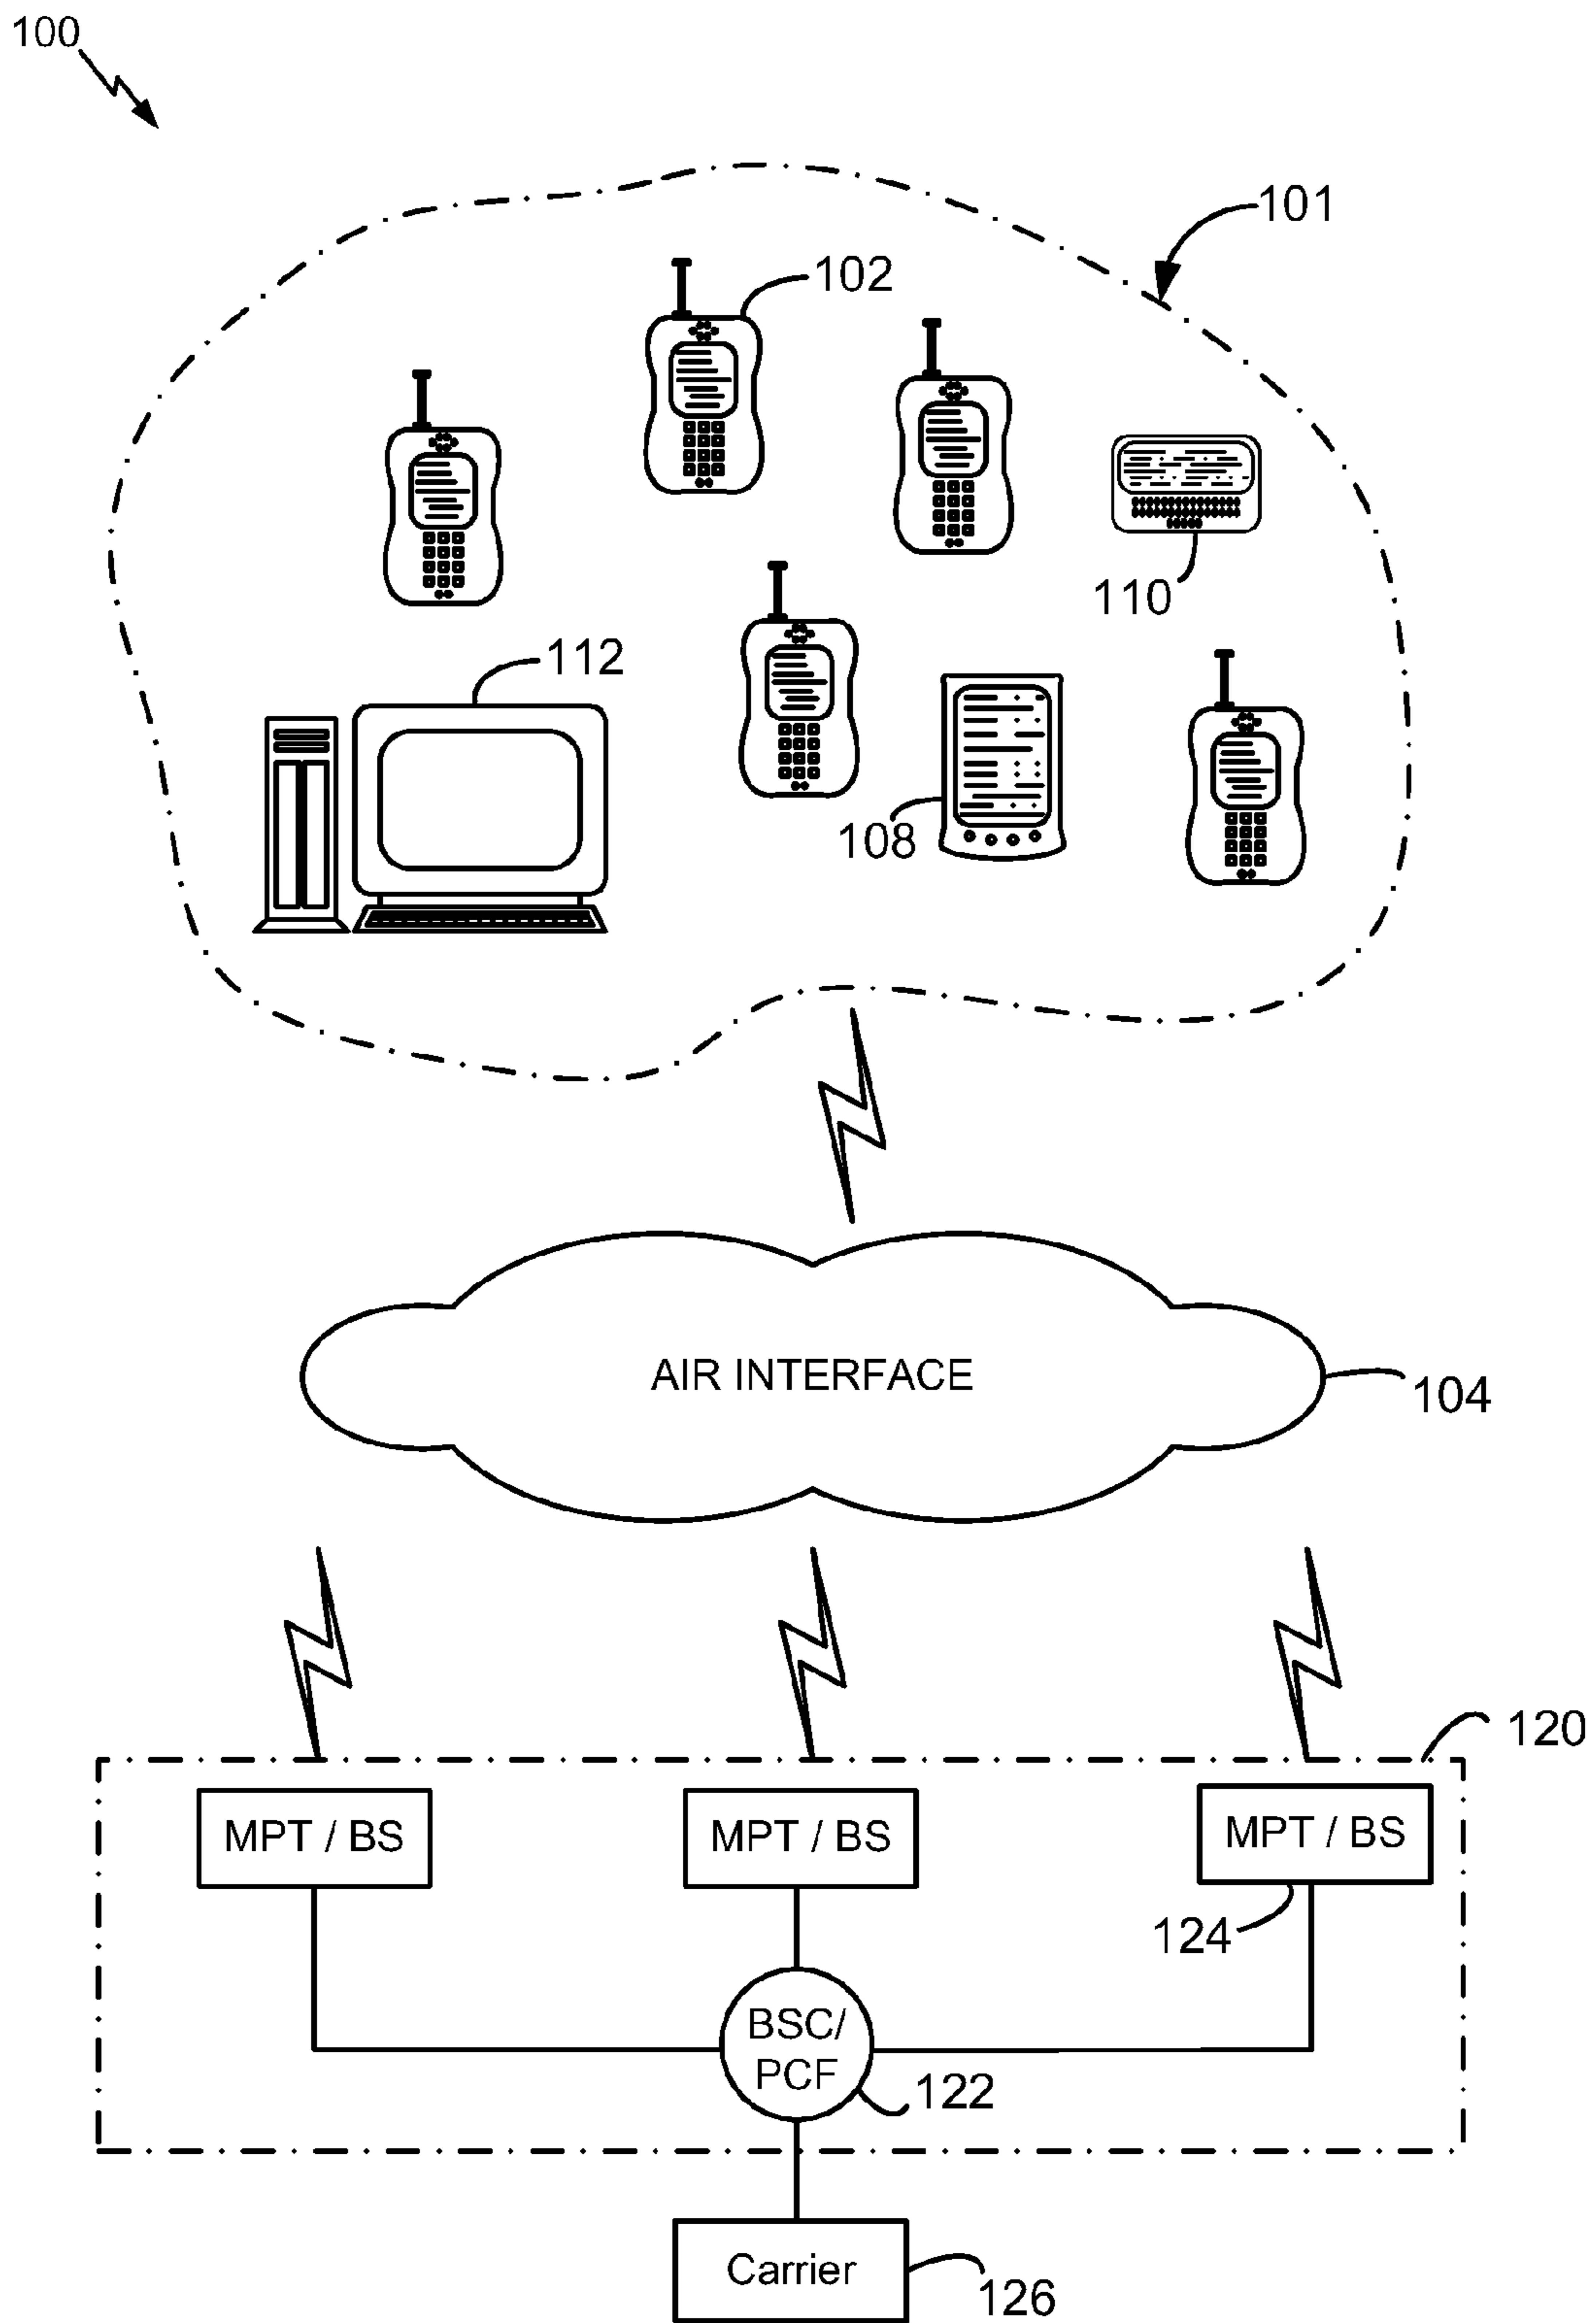 100
101
102
110
112
108
AIR INTERFACE
104
120
MPT / BS
MPT / BS
MPT / BS
124
BSC/
PCF
122
Carrier
126